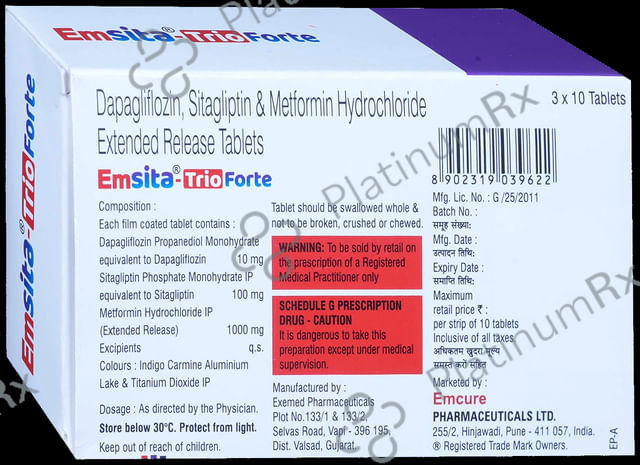 Emsita®-Trio Forte
Dapagliflozin, Sitagliptin & Metformin Hydrochloride
Extended Release Tablets
3 x 10 Tablets
Emsita®-Trio Forte
Composition :
Each film coated tablet contains :
Dapagliflozin Propanediol Monohydrate
equivalent to Dapagliflozin 10 mg
Sitagliptin Phosphate Monohydrate IP
equivalent to Sitagliptin 100 mg
Metformin Hydrochloride IP
(Extended Release) 1000 mg
Excipients q.s.
Colours : Indigo Carmine Aluminium
Lake & Titanium Dioxide IP
Dosage : As directed by the Physician.
Store below 30°C. Protect from light.
Keep out of reach of children.
Tablet should be swallowed whole &
not to be broken, crushed or chewed.
WARNING: To be sold by retail on
the prescription of a Registered
Medical Practitioner only
SCHEDULE G PRESCRIPTION
DRUG - CAUTION
It is dangerous to take this
preparation except under medical
supervision.
Manufactured by :
Exemed Pharmaceuticals
Plot No.133/1 & 133/2,
Selvas Road, Vapi - 396 195,
Dist. Valsad, Gujarat.
8 902319 039622
Mfg. Lic. No. : G /25/2011
Batch No. :
समूह संख्या:
Mfg. Date :
उत्पादन तिथि:
Expiry Date :
समाप्ति तिथि:
Maximum
retail price ₹ :
per strip of 10 tablets
Inclusive of all taxes
अधिकतम खुदरा मूल्य
समस्त करों सहित
Marketed by :
Emcure
PHARMACEUTICALS LTD.
255/2, Hinjawadi, Pune - 411 057, India.
® Registered Trade Mark Owners.
EP-A
Emsita®-Trio Forte
PlatinumRx
PlatinumRx
PlatinumRx